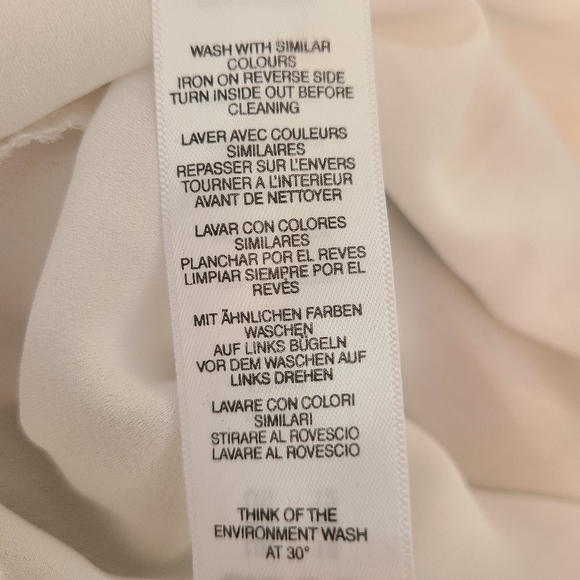 WASH WITH SIMILAR
COLOURS
IRON ON REVERSE SIDE
TURN INSIDE OUT BEFORE
CLEANING
LAVER AVEC COULEURS
SIMILAIRES
REPASSER SUR L'ENVERS
TOURNER A L'INTERIEUR
AVANT DE NETTOYER
LAVAR CON COLORES
SIMILARES
PLANCHAR POR EL REVES
LIMPIAR SIEMPRE POR EL
REVÉS
MIT ÄHNLICHEN FARBEN
WASCHEN
AUF LINKS BÜGELN
VOR DEM WASCHEN AUF
LINKS DREHEN
LAVARE CON COLORI
SIMILARI
STIRARE AL ROVESCIO
LAVARE AL ROVESCIO
THINK OF THE
ENVIRONMENT WASH
AT 30°